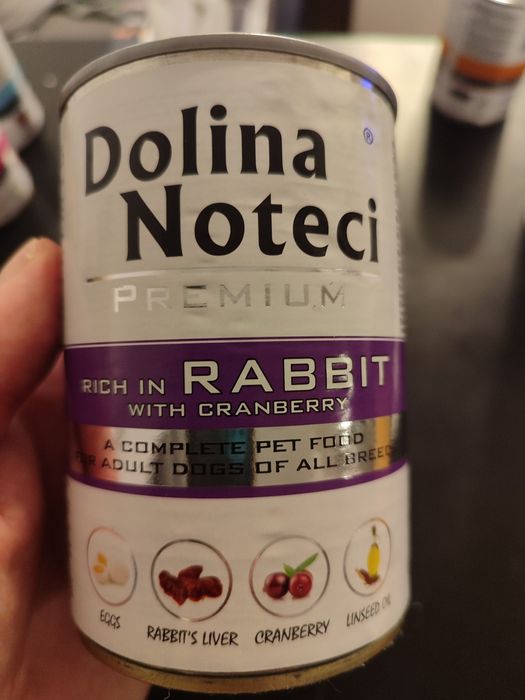 Dolina ®
Noteci
PREMIUM
RICH IN RABBIT
WITH CRANBERRY
A COMPLETE PET FOOD
FOR ADULT DOGS OF ALL BREEDS
EGGS
RABBIT'S LIVER
CRANBERRY
LINSEED OIL